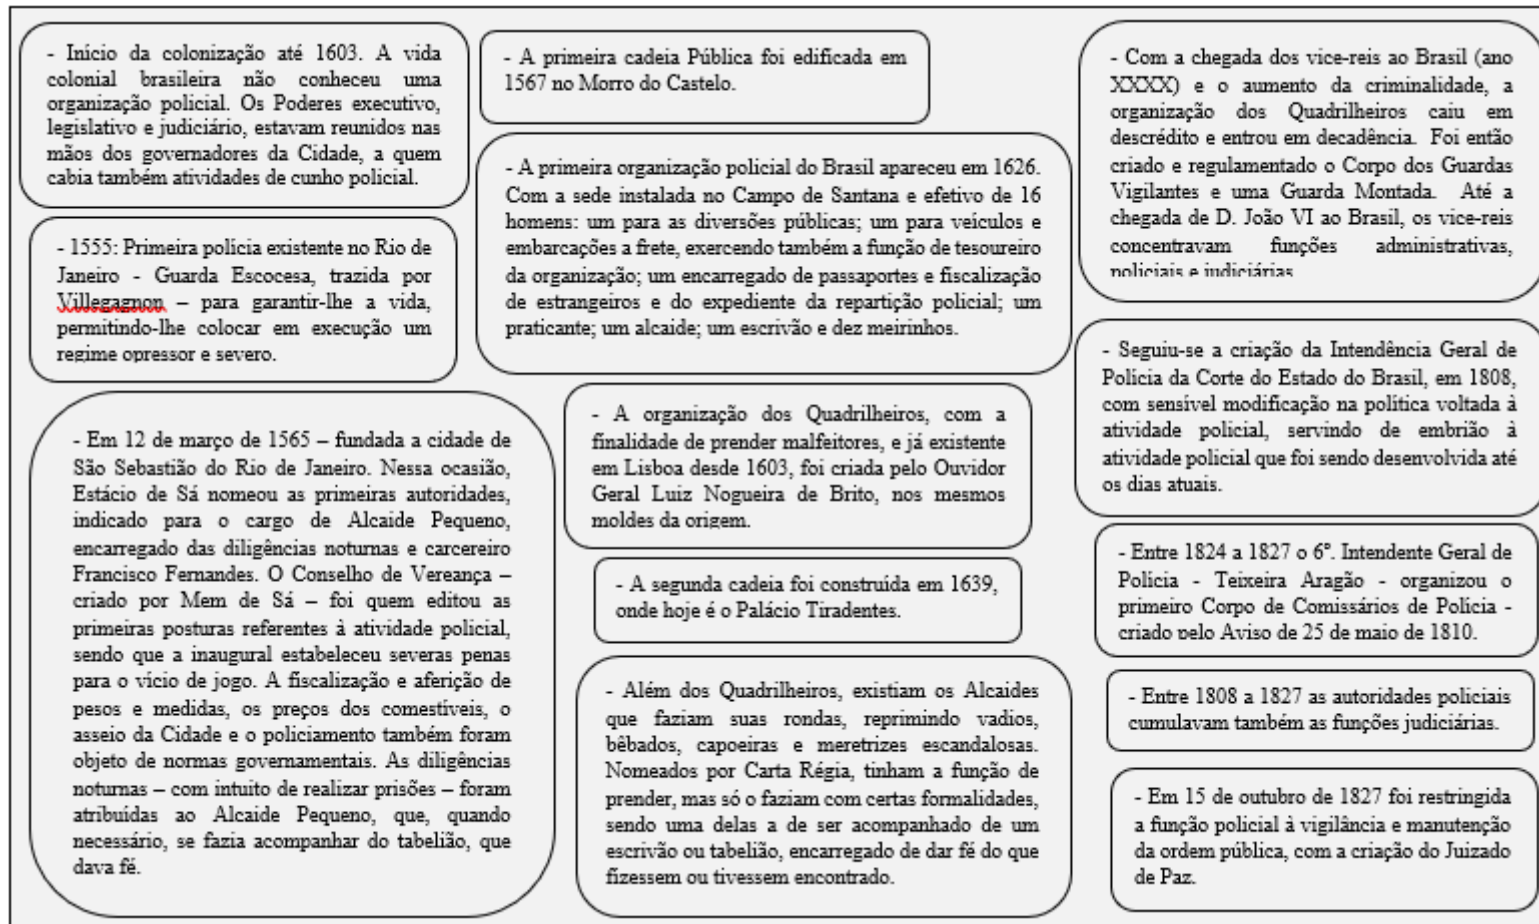 - Início da colonização até 1603. A vida
colonial brasileira não conheceu uma
organização policial. Os Poderes executivo,
legislativo e judiciário, estavam reunidos nas
mãos dos governadores da Cidade, a quem
cabia também atividades de cunho policial.
- 1555: Primeira polícia existente no Rio de
Janeiro - Guarda Escocesa, trazida por
Villegagnon – para garantir-lhe a vida,
permitindo-lhe colocar em execução um
regime opressor e severo.
- Em 12 de março de 1565 – fundada a cidade de
São Sebastião do Rio de Janeiro. Nessa ocasião,
Estácio de Sá nomeou as primeiras autoridades,
indicado para o cargo de Alcaide Pequeno,
encarregado das diligências noturnas e carcereiro
Francisco Fernandes. O Conselho de Vereança –
criado por Mem de Sá – foi quem editou as
primeiras posturas referentes à atividade policial,
sendo que a inaugural estabeleceu severas penas
para o vício de jogo. A fiscalização e aferição de
pesos e medidas, os preços dos comestíveis, o
asseio da Cidade e o policiamento também foram
objeto de normas governamentais. As diligências
noturnas – com intuito de realizar prisões – foram
atribuídas ao Alcaide Pequeno, que, quando
necessário, se fazia acompanhar do tabelião, que
dava fé.
- A primeira cadeia Pública foi edificada em
1567 no Morro do Castelo.
- A primeira organização policial do Brasil apareceu em 1626.
Com a sede instalada no Campo de Santana e efetivo de 16
homens: um para as diversões públicas; um para veículos e
embarcações a frete, exercendo também a função de tesoureiro
da organização; um encarregado de passaportes e fiscalização
de estrangeiros e do expediente da repartição policial; um
praticante; um alcaide; um escrivão e dez meirinhos.
- A organização dos Quadrilheiros, com a
finalidade de prender malfeitores, e já existente
em Lisboa desde 1603, foi criada pelo Ouvidor
Geral Luiz Nogueira de Brito, nos mesmos
moldes da origem.
- A segunda cadeia foi construída em 1639,
onde hoje é o Palácio Tiradentes.
- Além dos Quadrilheiros, existiam os Alcaides
que faziam suas rondas, reprimindo vadios,
bêbados, capoeiras e meretrizes escandalosas.
Nomeados por Carta Régia, tinham a função de
prender, mas só o faziam com certas formalidades,
sendo uma delas a de ser acompanhado de um
escrivão ou tabelião, encarregado de dar fé do que
fizessem ou tivessem encontrado.
- Com a chegada dos vice-reis ao Brasil (ano
XXXX) e o aumento da criminalidade, a
organização dos Quadrilheiros caiu em
descrédito e entrou em decadência. Foi então
criado e regulamentado o Corpo dos Guardas
Vigilantes e uma Guarda Montada. Até a
chegada de D. João VI ao Brasil, os vice-reis
concentravam funções administrativas,
policiais e judiciárias
- Seguiu-se a criação da Intendência Geral de
Polícia da Corte do Estado do Brasil, em 1808,
com sensível modificação na política voltada à
atividade policial, servindo de embrião à
atividade policial que foi sendo desenvolvida até
os dias atuais.
- Entre 1824 a 1827 o 6°. Intendente Geral de
Polícia - Teixeira Aragão - organizou o
primeiro Corpo de Comissários de Polícia -
criado pelo Aviso de 25 de maio de 1810.
- Entre 1808 a 1827 as autoridades policiais
cumulavam também as funções judiciárias.
- Em 15 de outubro de 1827 foi restringida
a função policial à vigilância e manutenção
da ordem pública, com a criação do Juizado
de Paz.